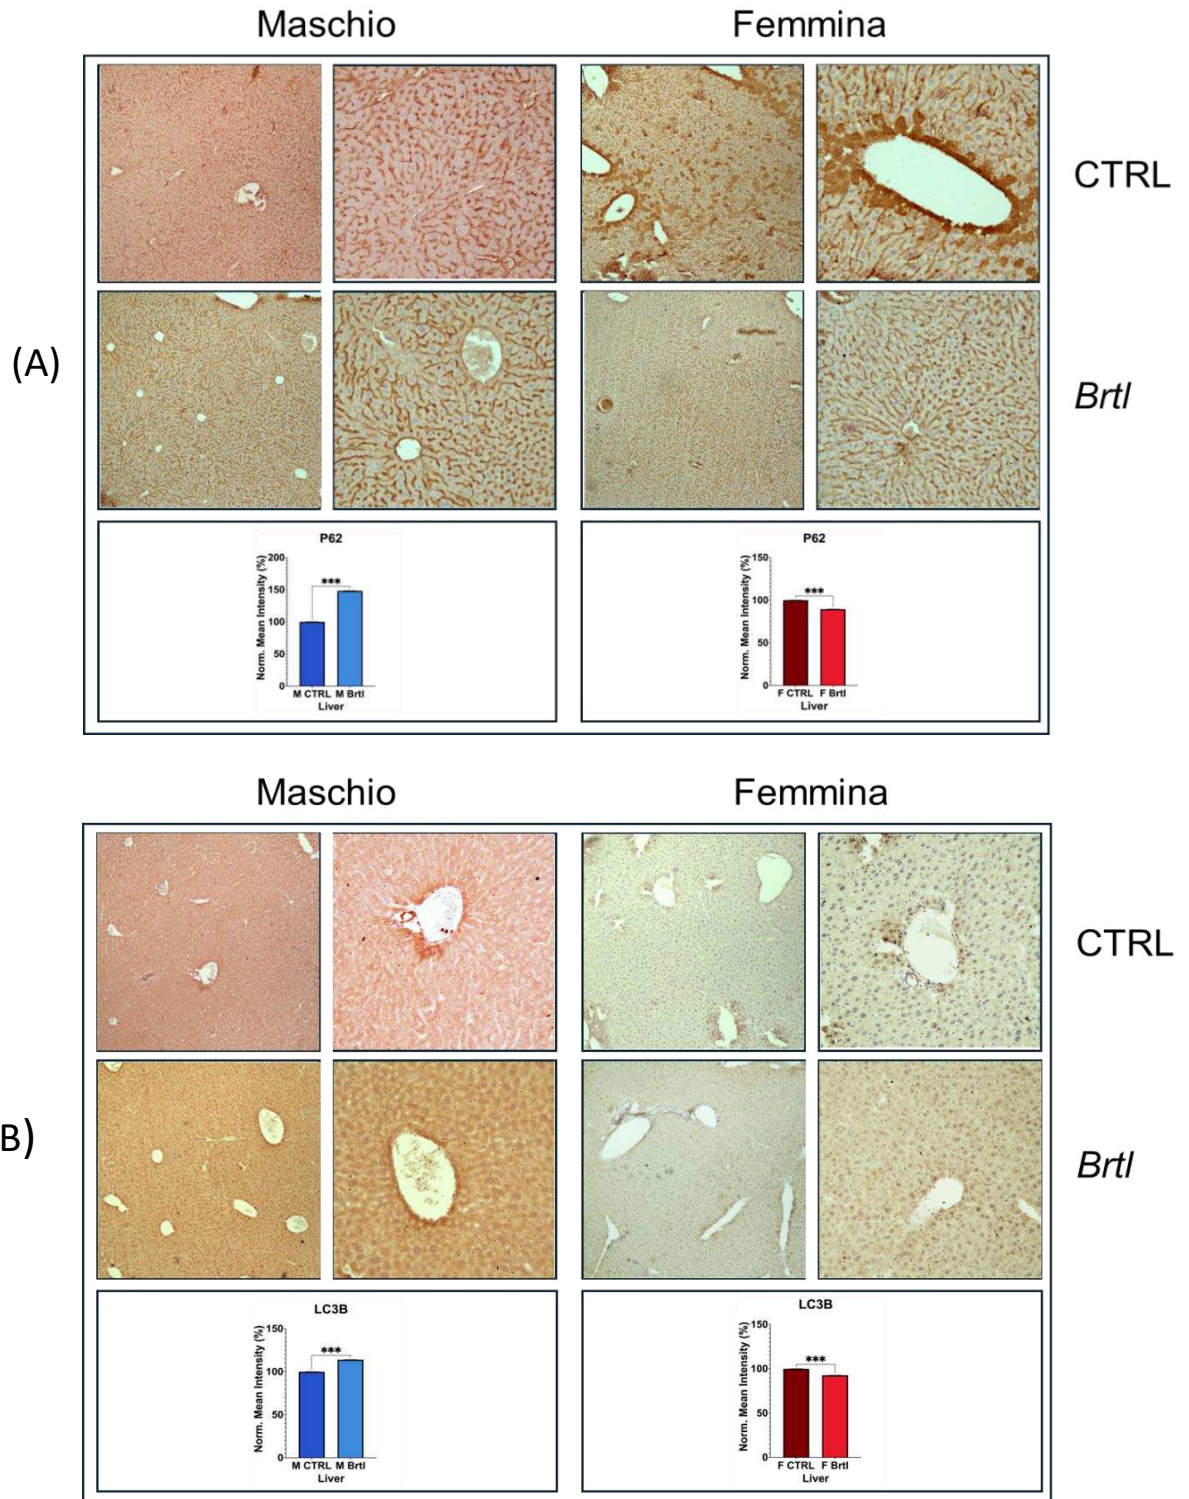 Maschio
Femmina
CTRL
(A)
Brtl
P62
Norm. Mean Intensity (%)
200
150
100
50
0
***
M CTRL M Brtl
Liver
P62
Norm. Mean Intensity (%)
150
100
50
0
***
F CTRL F Brtl
Liver
Maschio
Femmina
CTRL
B)
Brtl
LC3B
Norm. Mean Intensity (%)
150
100
50
0
***
M CTRL M Brtl
Liver
LC3B
Norm. Mean Intensity (%)
150
100
50
0
***
F CTRL F Brtl
Liver